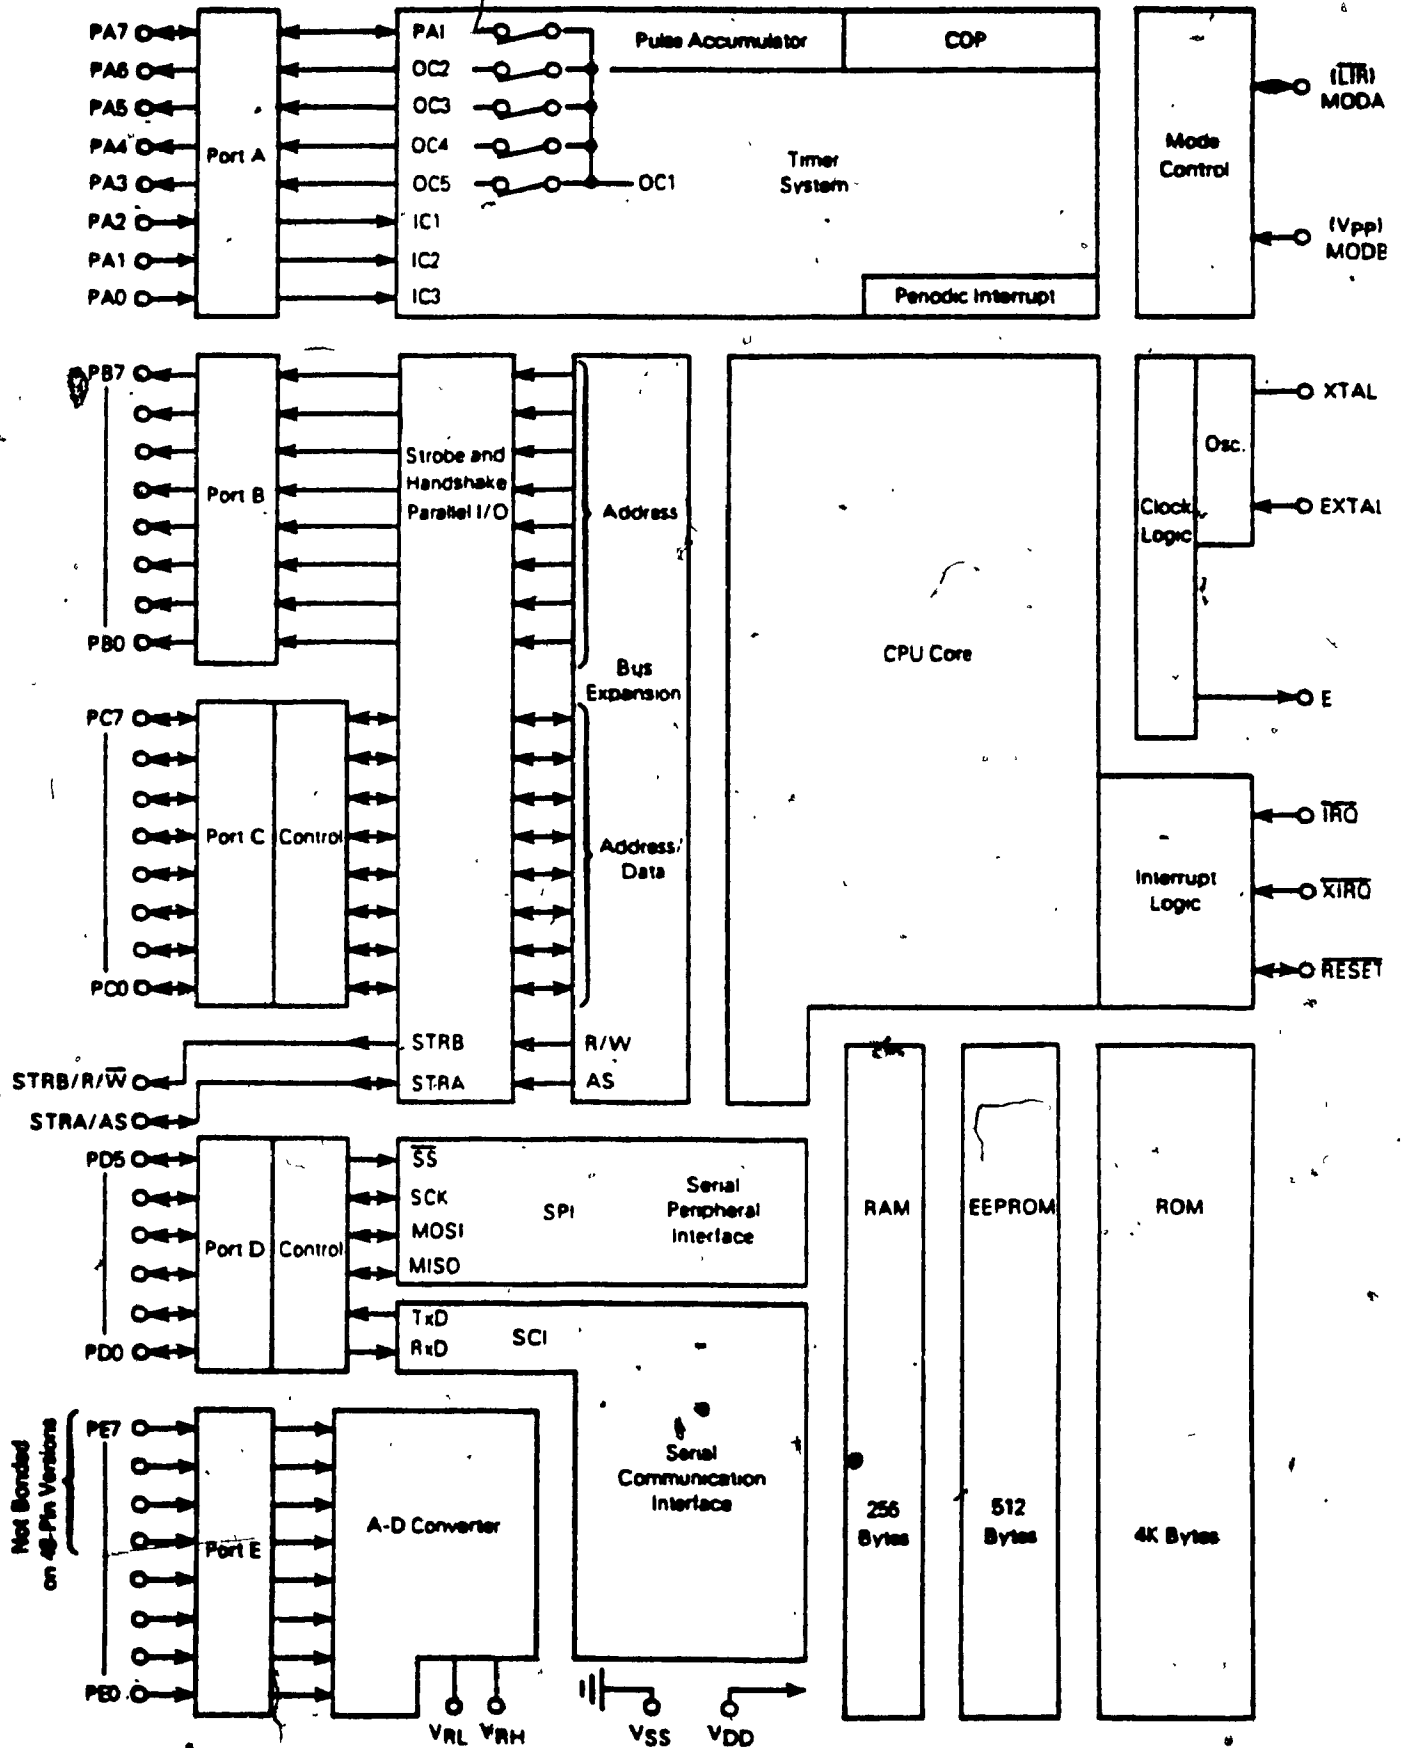 PA7
PA6
PA5
PA4
PA3
PA2
PA1
PA0
Port A
PAI
OC2
OC3
OC4
OC5
IC1
IC2
IC3
OC1
Pulse Accumulator
COP
Timer
System
Periodic Interrupt
Mode
Control
(LIR)
MODA
(Vpp)
MODB
PB7
PB0
Port B
Strobe and
Handshake
Parallel I/O
Address
Bus
Expansion
Address/
Data
CPU Core
Clock
Logic
Osc.
XTAL
EXTAL
E
PC7
PC0
Port C
Control
Interrupt
Logic
IRQ
XIRQ
RESET
STRB
STRA
R/W
AS
STRB/R/W
STRA/AS
PD5
PD0
Port D
Control
SS
SCK
MOSI
MISO
SPI
Serial
Peripheral
Interface
TxD
RxD
SCI
Serial
Communication
Interface
RAM
256
Bytes
EEPROM
512
Bytes
ROM
4K Bytes
Not Bonded
on 48-Pin Versions
PE7
PE0
Port E
A-D Converter
VRL
VRH
VSS
VDD